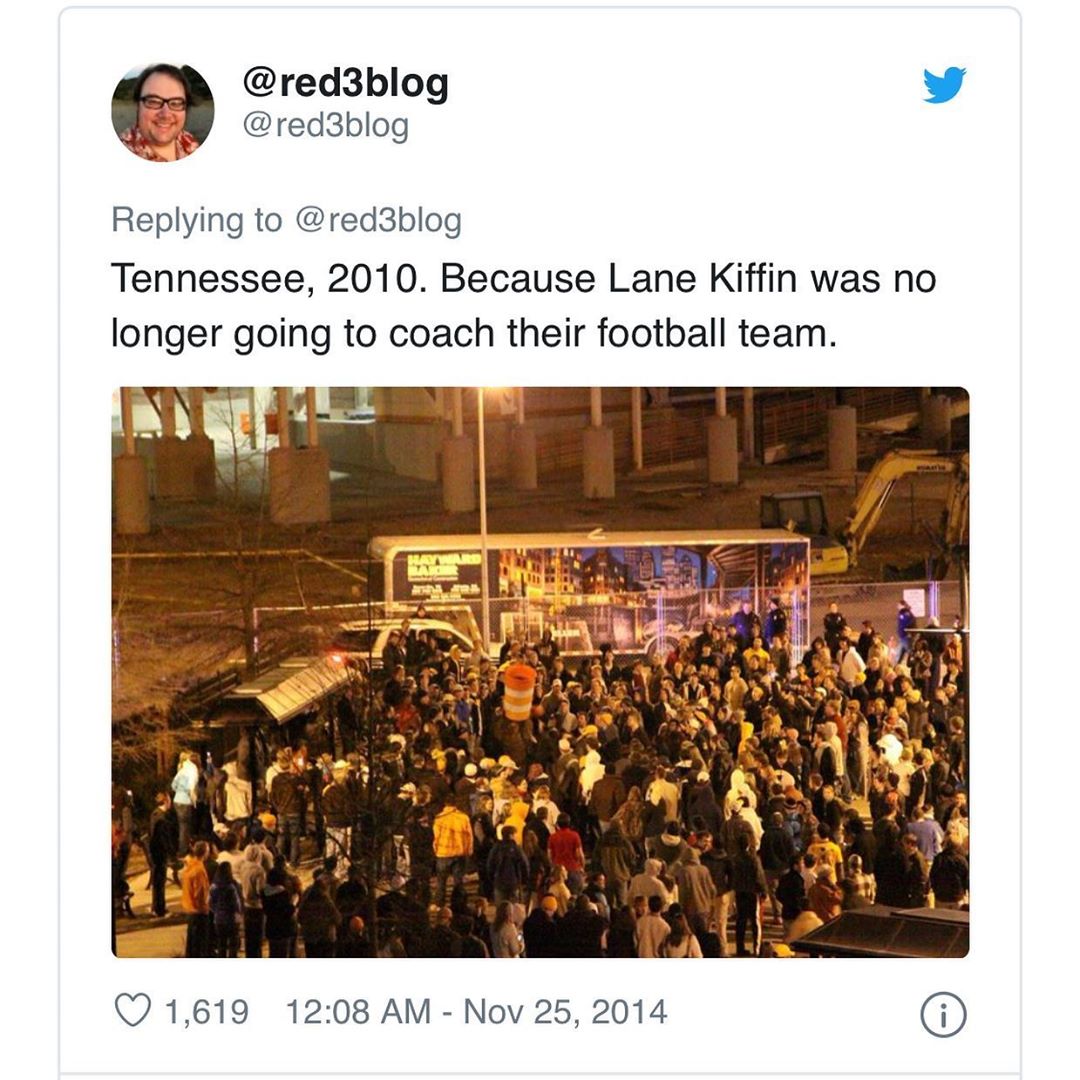 @red3blog
@red3blog
Replying to @red3blog
Tennessee, 2010. Because Lane Kiffin was no
longer going to coach their football team.
KOMATSU
HAYWARD
BAKER
1,619 12:08 AM - Nov 25, 2014